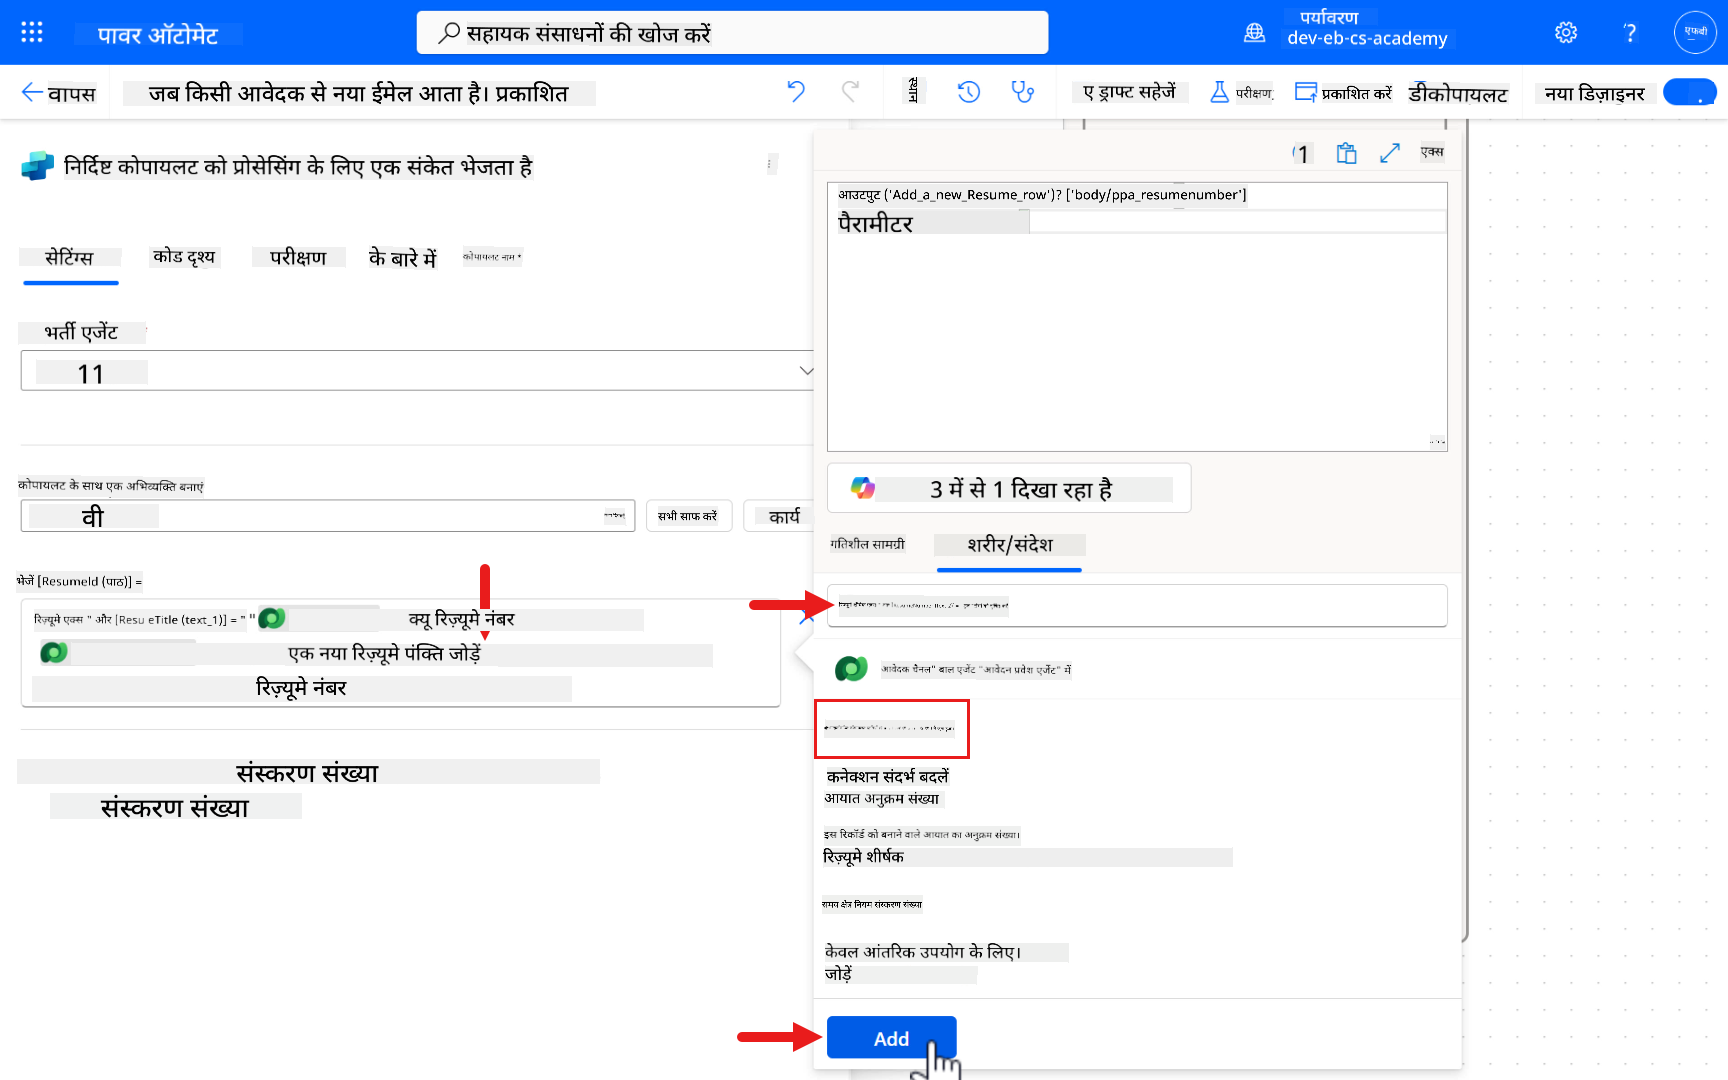 पावर ऑटोमेट
सहायक संसाधनों की खोज करें
पर्यावरण
dev-eb-cs-academy
?
एफबी
वापस
जब किसी आवेदक से नया ईमेल आता है। प्रकाशित
ए ड्राफ्ट सहेजें
परीक्षण
प्रकाशित करें
डीकोपायलट
नया डिज़ाइनर
निर्दिष्ट कोपायलट को प्रोसेसिंग के लिए एक संकेत भेजता है
सेटिंग्स
कोड दृश्य
परीक्षण
के बारे में
कोपायलट नाम *
भर्ती एजेंट
11
कोपायलट के साथ एक अभिव्यक्ति बनाएं
वी
सभी साफ करें
कार्य
भेजें [ResumeId (पाठ)] =
रिज़्यूमे एक्स " और [Resu eTitle (text_1)] = " "
क्यू रिज़्यूमे नंबर
एक नया रिज़्यूमे पंक्ति जोड़ें
रिज़्यूमे नंबर
संस्करण संख्या
संस्करण संख्या
(1
एक्स
आउटपुट ('Add_a_new_Resume_row')? ['body/ppa_resumenumber']
पैरामीटर
3 में से 1 दिखा रहा है
गतिशील सामग्री
शरीर/संदेश
आवेदक चैनल" बाल एजेंट "आवेदन प्रवेश एजेंट" में
कनेक्शन संदर्भ बदलें
आयात अनुक्रम संख्या
इस रिकॉर्ड को बनाने वाले आयात का अनुक्रम संख्या।
रिज़्यूमे शीर्षक
समय क्षेत्र नियम संस्करण संख्या
केवल आंतरिक उपयोग के लिए।
जोड़ें
Add